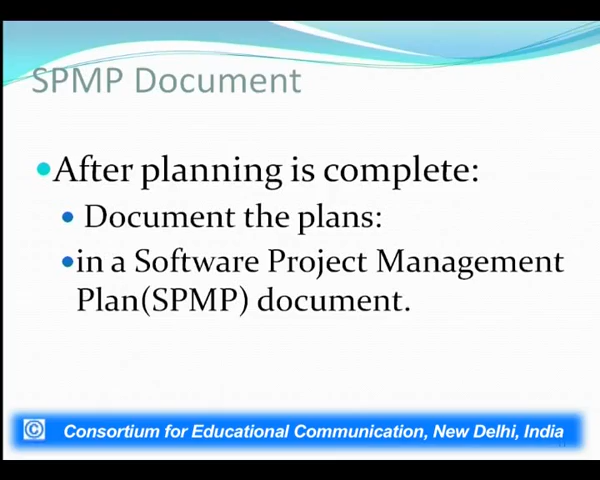 SPMP Document
After planning is complete:
Document the plans:
in a Software Project Management
Plan(SPMP) document.
© Consortium for Educational Communication, New Delhi, India